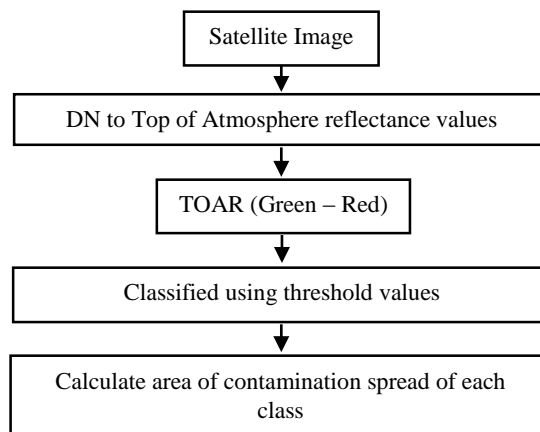 Satellite Image
DN to Top of Atmosphere reflectance values
TOAR (Green – Red)
Classified using threshold values
Calculate area of contamination spread of each
class